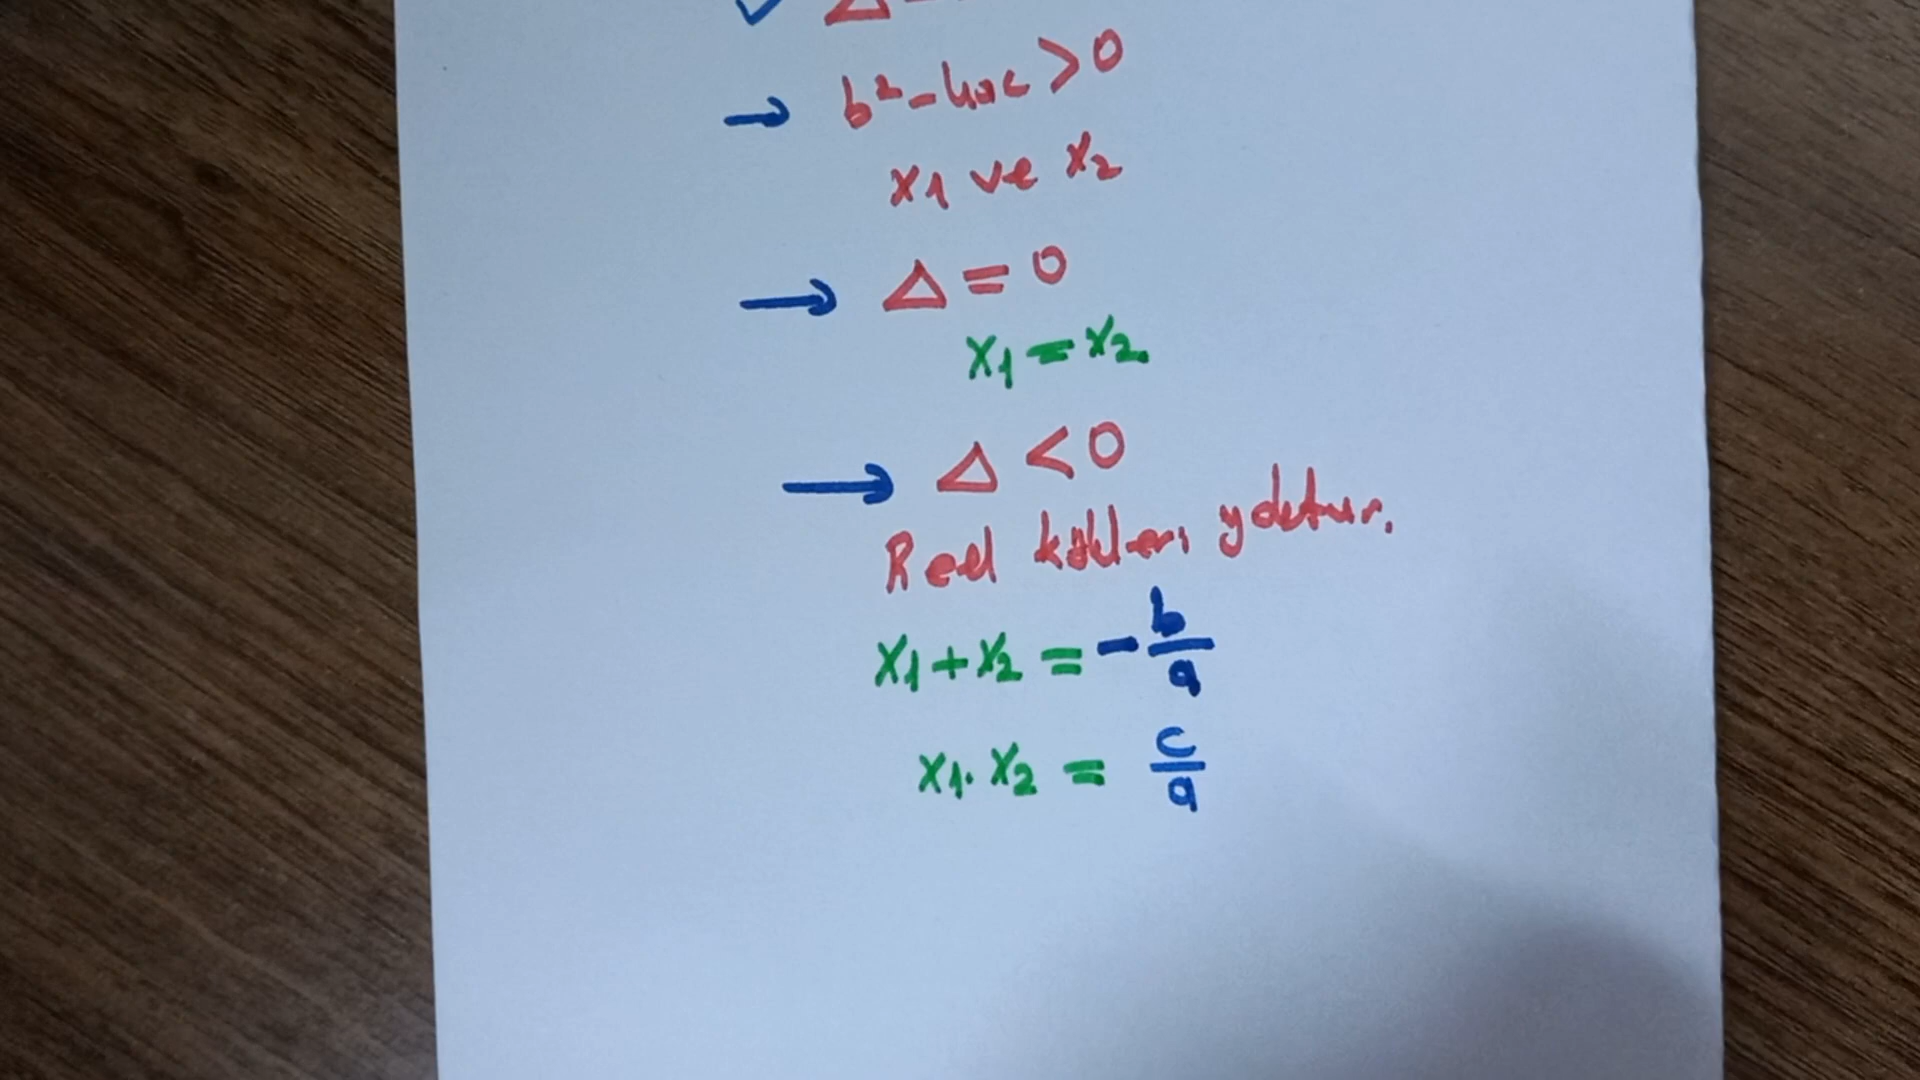 → b²-4ac>0
x1 ve x2
→ Δ=0
x1=x2.
→ Δ<0
Reel kökleri yoktur.
x1+x2 = -b/a
x1.x2 = c/a